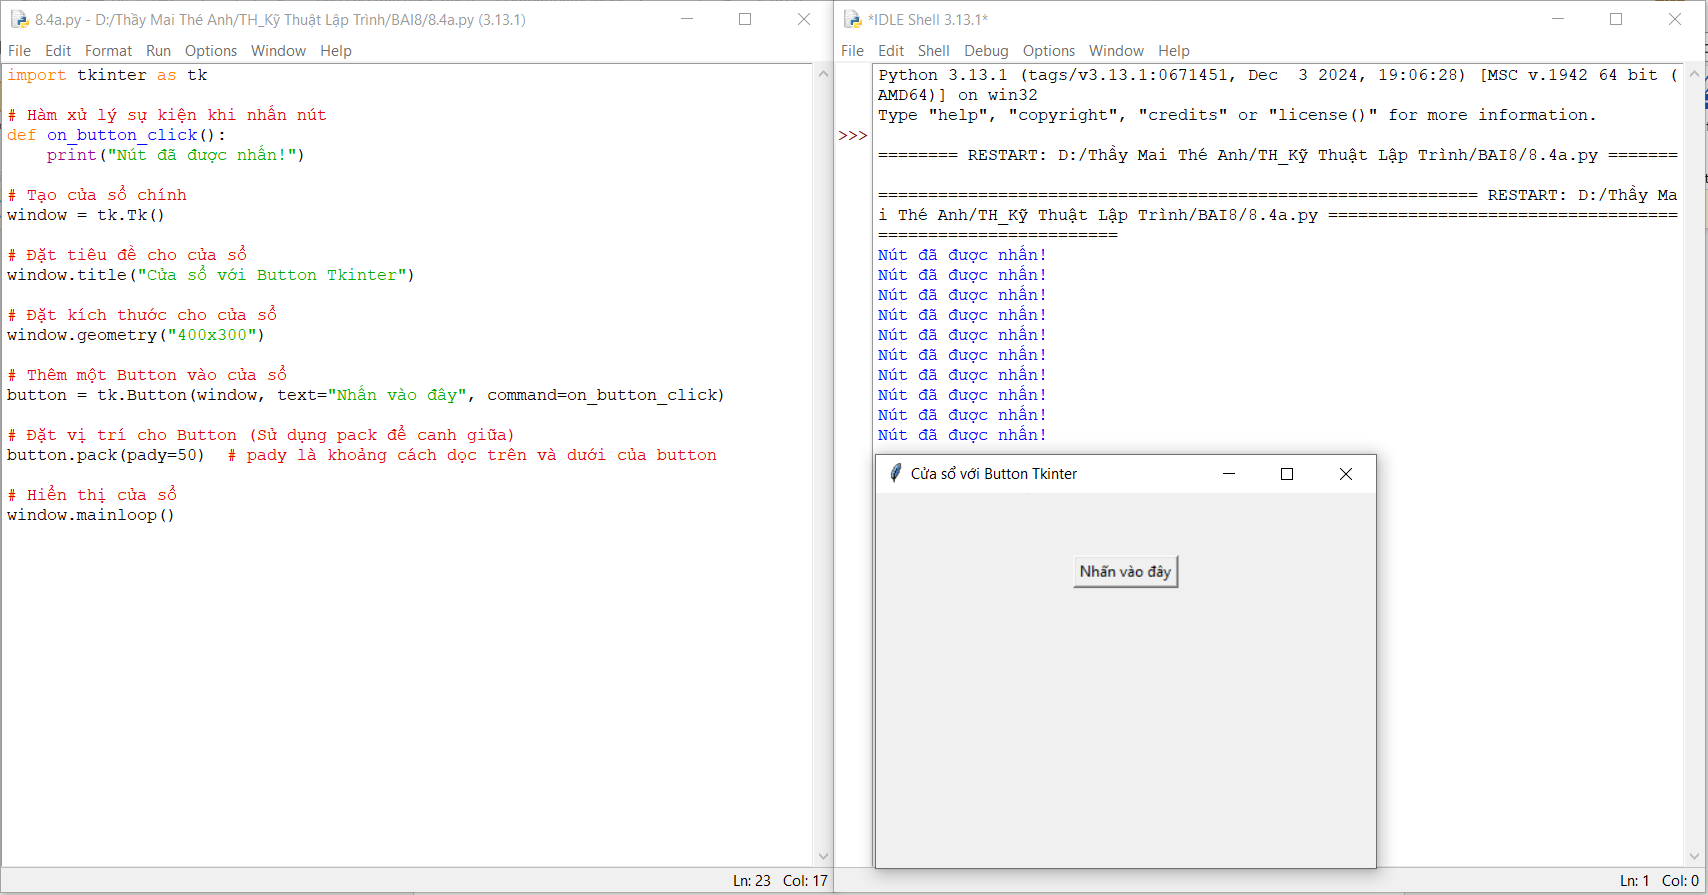 8.4a.py - D:/Thầy Mai Thé Anh/TH_Kỹ Thuật Lập Trình/BAI8/8.4a.py (3.13.1)
File Edit Format Run Options Window Help
import tkinter as tk
# Hàm xử lý sự kiện khi nhấn nút
def on_button_click():
    print("Nút đã được nhấn!")
# Tạo cửa sổ chính
window = tk.Tk()
# Đặt tiêu đề cho cửa sổ
window.title("Cửa sổ với Button Tkinter")
# Đặt kích thước cho cửa sổ
window.geometry("400x300")
# Thêm một Button vào cửa sổ
button = tk.Button(window, text="Nhấn vào đây", command=on_button_click)
# Đặt vị trí cho Button (Sử dụng pack để canh giữa)
button.pack(pady=50)  # pady là khoảng cách dọc trên và dưới của button
# Hiển thị cửa sổ
window.mainloop()
Ln: 23 Col: 17
*IDLE Shell 3.13.1*
File Edit Shell Debug Options Window Help
Python 3.13.1 (tags/v3.13.1:0671451, Dec  3 2024, 19:06:28) [MSC v.1942 64 bit (
AMD64)] on win32
Type "help", "copyright", "credits" or "license()" for more information.
>>>
======== RESTART: D:/Thầy Mai Thé Anh/TH_Kỹ Thuật Lập Trình/BAI8/8.4a.py =======
============================================================ RESTART: D:/Thầy Ma
i Thé Anh/TH_Kỹ Thuật Lập Trình/BAI8/8.4a.py ===================================
========================
Nút đã được nhấn!
Nút đã được nhấn!
Nút đã được nhấn!
Nút đã được nhấn!
Nút đã được nhấn!
Nút đã được nhấn!
Nút đã được nhấn!
Nút đã được nhấn!
Nút đã được nhấn!
Nút đã được nhấn!
Cửa sổ với Button Tkinter
Nhấn vào đây
Ln: 1 Col: 0